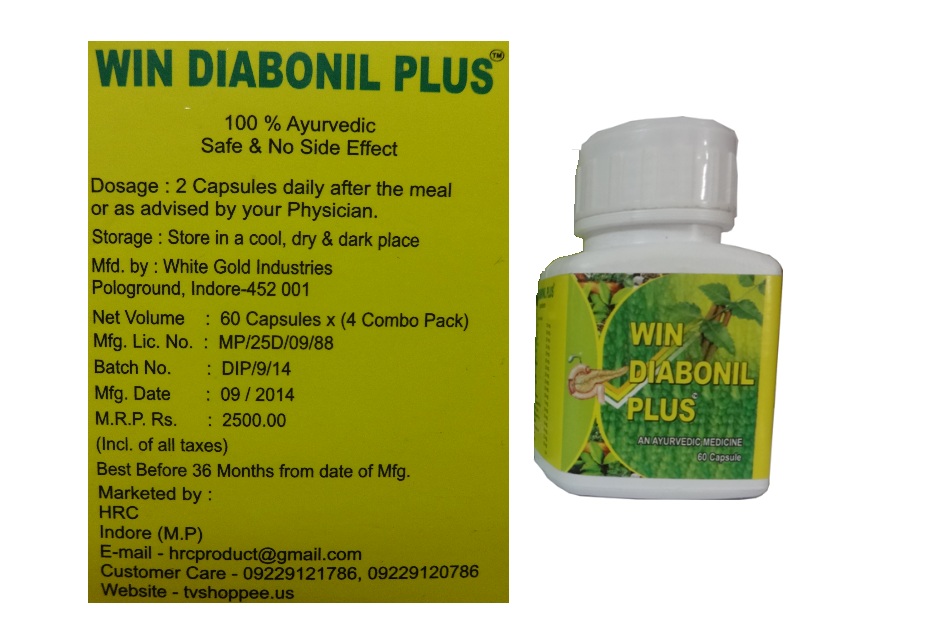 WIN DIABONIL PLUS™
100 % Ayurvedic
Safe & No Side Effect
Dosage : 2 Capsules daily after the meal
or as advised by your Physician.
Storage : Store in a cool, dry & dark place
Mfd. by : White Gold Industries
Pologround, Indore-452 001
Net Volume : 60 Capsules x (4 Combo Pack)
Mfg. Lic. No. : MP/25D/09/88
Batch No. : DIP/9/14
Mfg. Date : 09 / 2014
M.R.P. Rs. : 2500.00
(Incl. of all taxes)
Best Before 36 Months from date of Mfg.
Marketed by :
HRC
Indore (M.P)
E-mail - hrcproduct@gmail.com
Customer Care - 09229121786, 09229120786
Website - tvshoppee.us
WIN
DIABONIL
PLUS
AN AYURVEDIC MEDICINE
60 Capsule